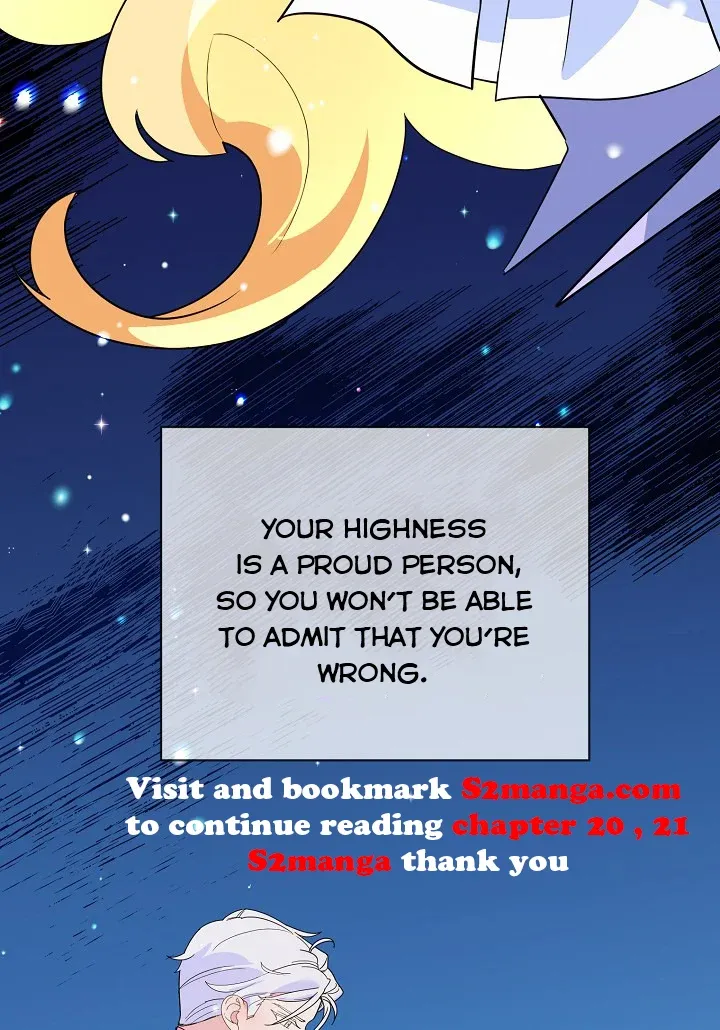 YOUR HIGHNESS
IS A PROUD PERSON,
SO YOU WON'T BE ABLE
TO ADMIT THAT YOU'RE
WRONG.
Visit and bookmark S2manga.com
to continue reading chapter 20 , 21
S2manga thank you